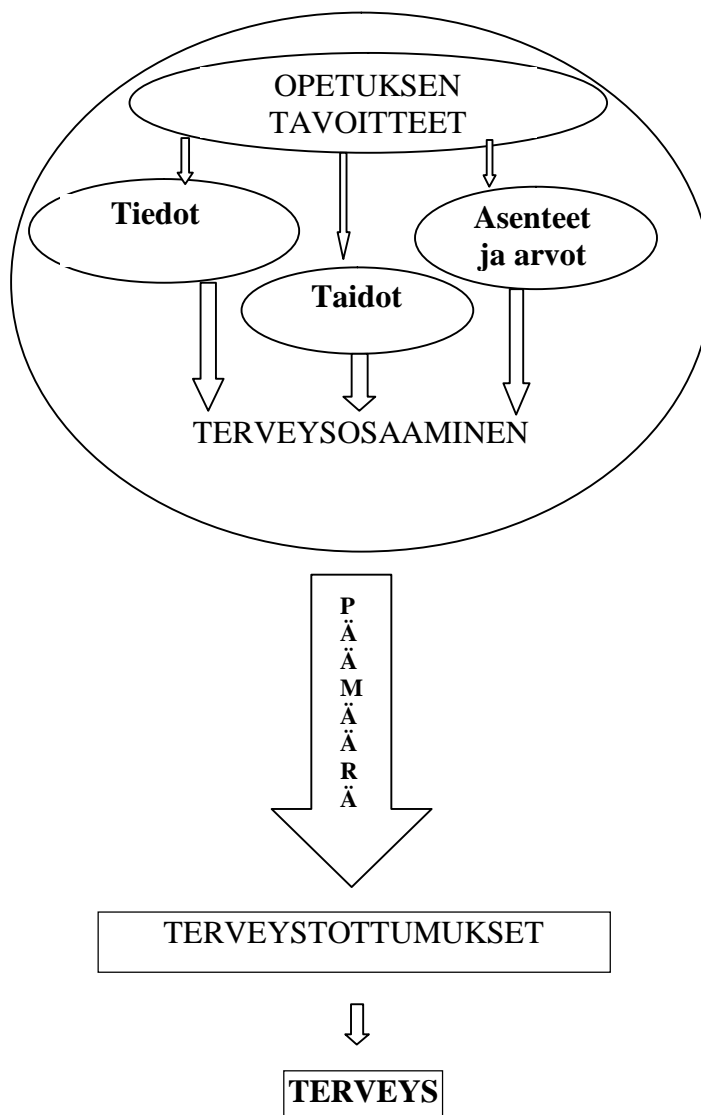 OPETUKSEN
TAVOITTEET
Tiedot
Asenteet
ja arvot
Taidot
TERVEYSOSAAMINEN
P
Ä
Ä
M
Ä
Ä
R
Ä
TERVEYSTOTTUMUKSET
TERVEYS